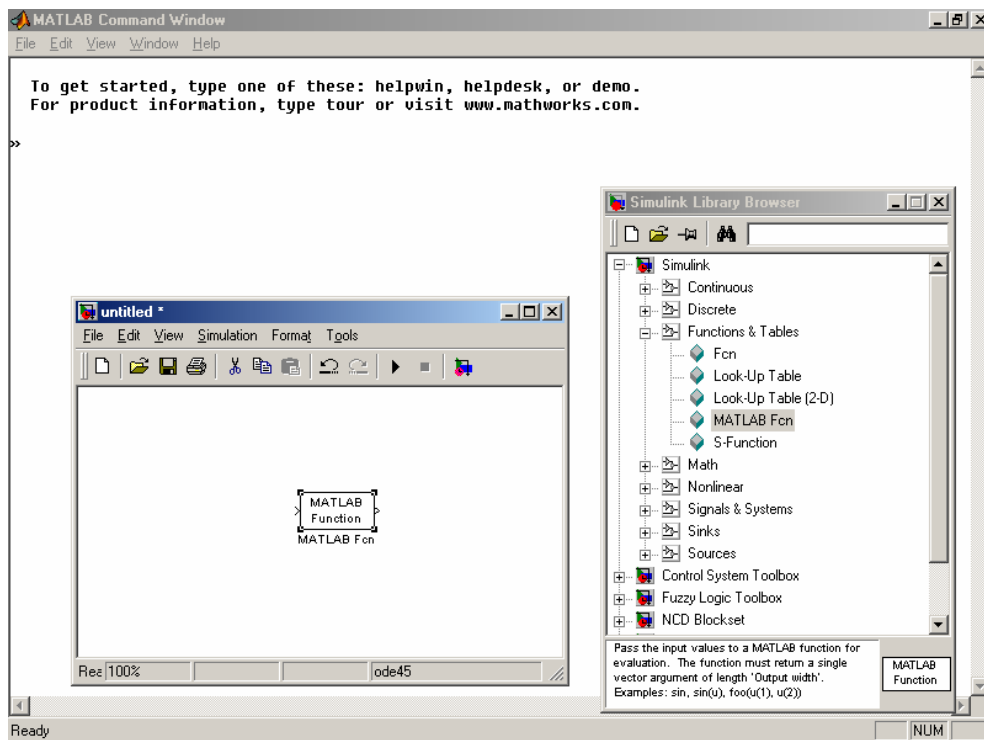 MATLAB Command Window
File Edit View Window Help
To get started, type one of these: helpwin, helpdesk, or demo.
For product information, type tour or visit www.mathworks.com.
»
Simulink Library Browser
Simulink
Continuous
Discrete
Functions & Tables
Fcn
Look-Up Table
Look-Up Table (2-D)
MATLAB Fcn
S-Function
Math
Nonlinear
Signals & Systems
Sinks
Sources
Control System Toolbox
Fuzzy Logic Toolbox
NCD Blockset
Pass the input values to a MATLAB function for
evaluation. The function must return a single
vector argument of length 'Output width'.
Examples: sin, sin(u), foo(u(1), u(2))
MATLAB
Function
untitled *
File Edit View Simulation Format Tools
MATLAB
Function
MATLAB Fcn
Rea 100% ode45
Ready NUM